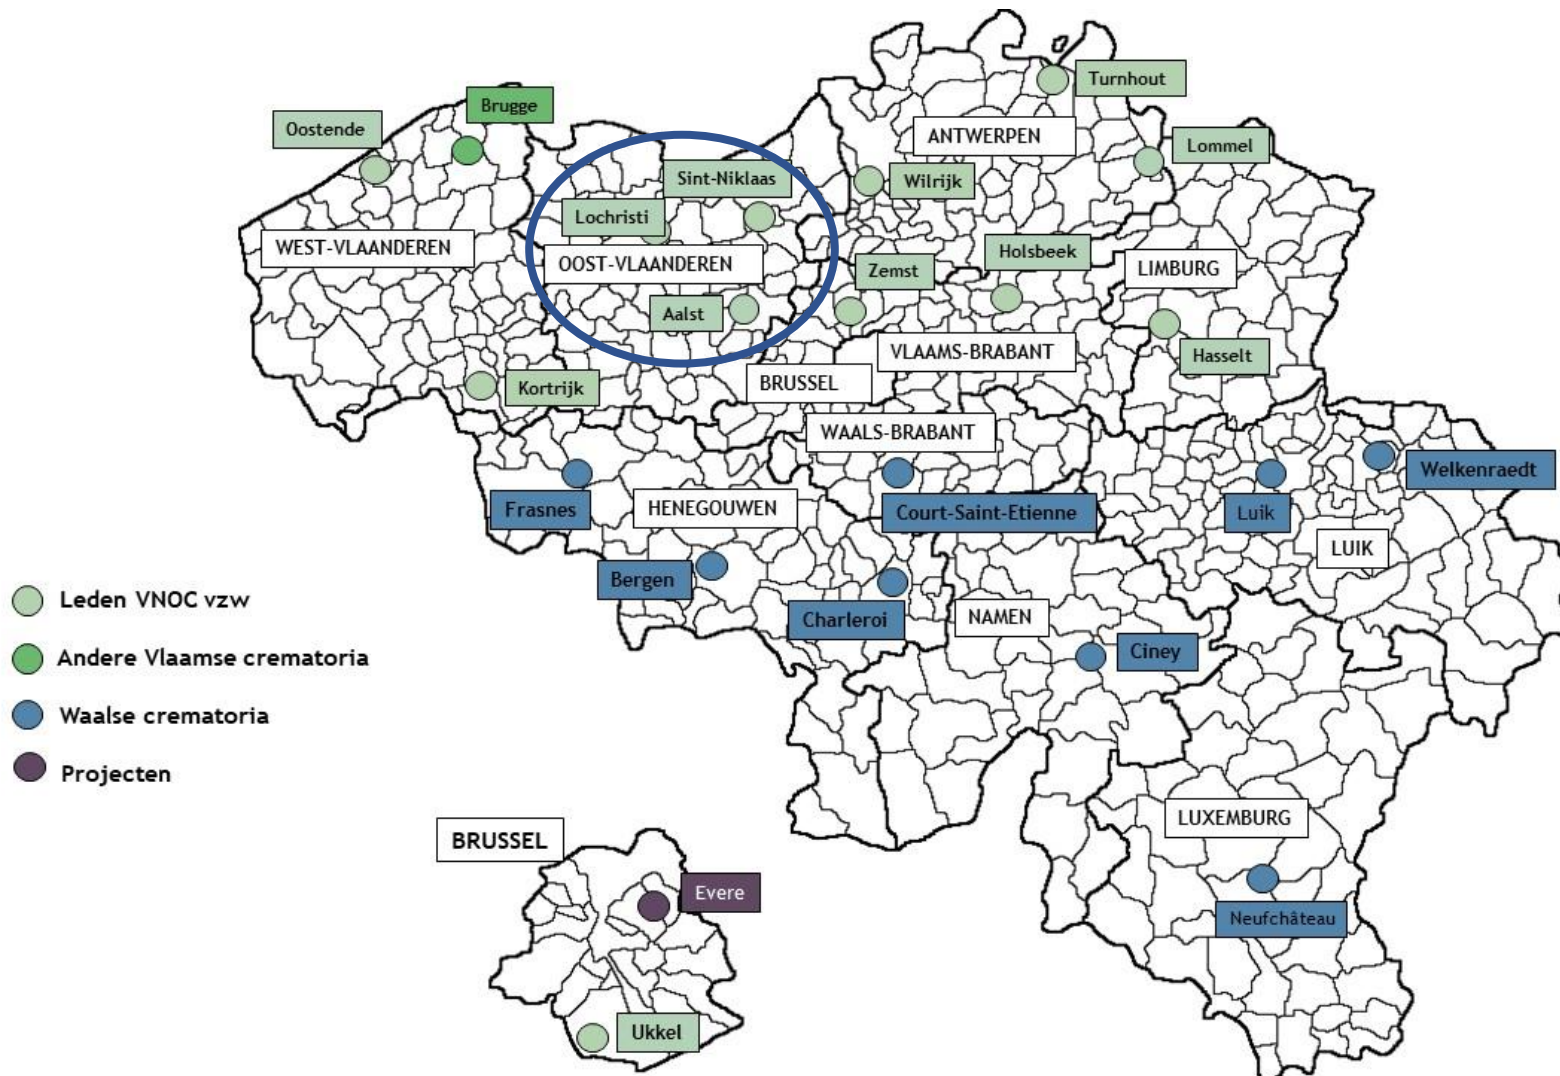 Turnhout
Brugge
Oostende
ANTWERPEN
Lommel
Sint-Niklaas
Wilrijk
Lochristi
WEST-VLAANDEREN
OOST-VLAANDEREN
Holsbeek
Zemst
LIMBURG
Aalst
VLAAMS-BRABANT
Hasselt
BRUSSEL
Kortrijk
WAALS-BRABANT
Welkenraedt
Frasnes
HENEGOUWEN
Court-Saint-Etienne
Luik
LUIK
Bergen
Charleroi
NAMEN
Ciney
Leden VNOC vzw
Andere Vlaamse crematoria
Waalse crematoria
Projecten
LUXEMBURG
BRUSSEL
Evere
Neufchâteau
Ukkel